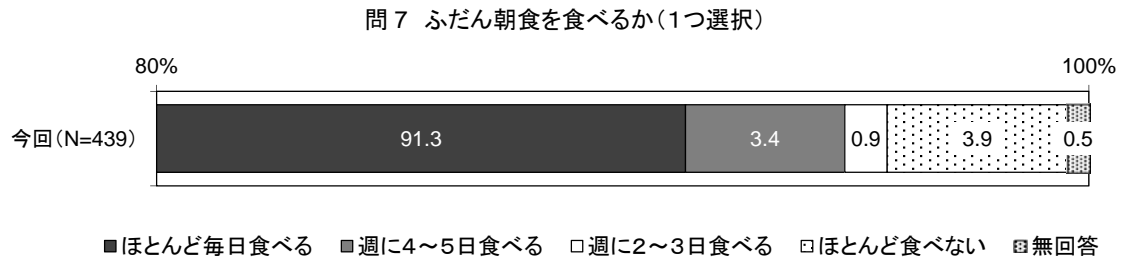 問７ ふだん朝食を食べるか（１つ選択）
80% 100%
今回（N=439） 91.3 3.4 0.9 3.9 0.5
ほとんど毎日食べる 週に４～５日食べる 週に２～３日食べる ほとんど食べない 無回答